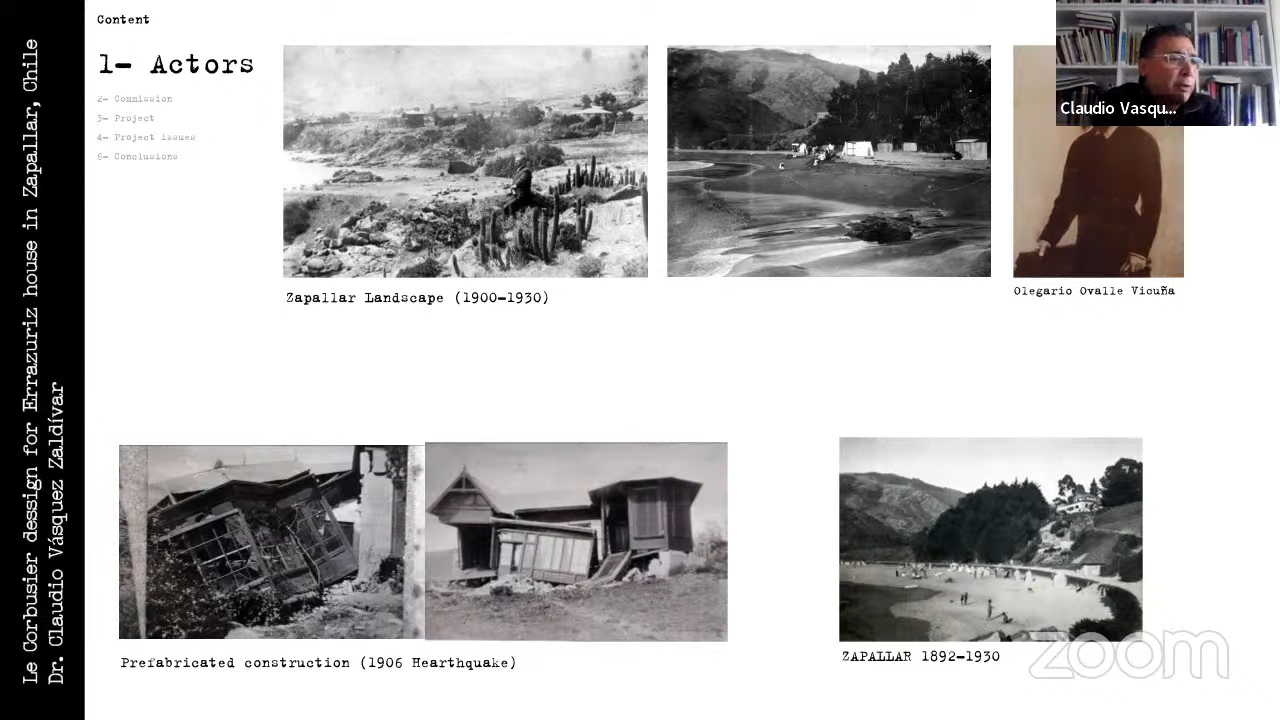 Content
1- Actors
2- Commission
3- Project
4- Project issues
6- Conclusions
Le Corbusier dessign for Errazuriz house in Zapallar, Chile
Dr. Claudio Vásquez Zaldívar
Claudio Vasqu...
Zapallar Landscape (1900-1930)
Olegario Ovalle Vicuña
Prefabricated construction (1906 Hearthquake)
ZAPALLAR 1892-1930
zoom